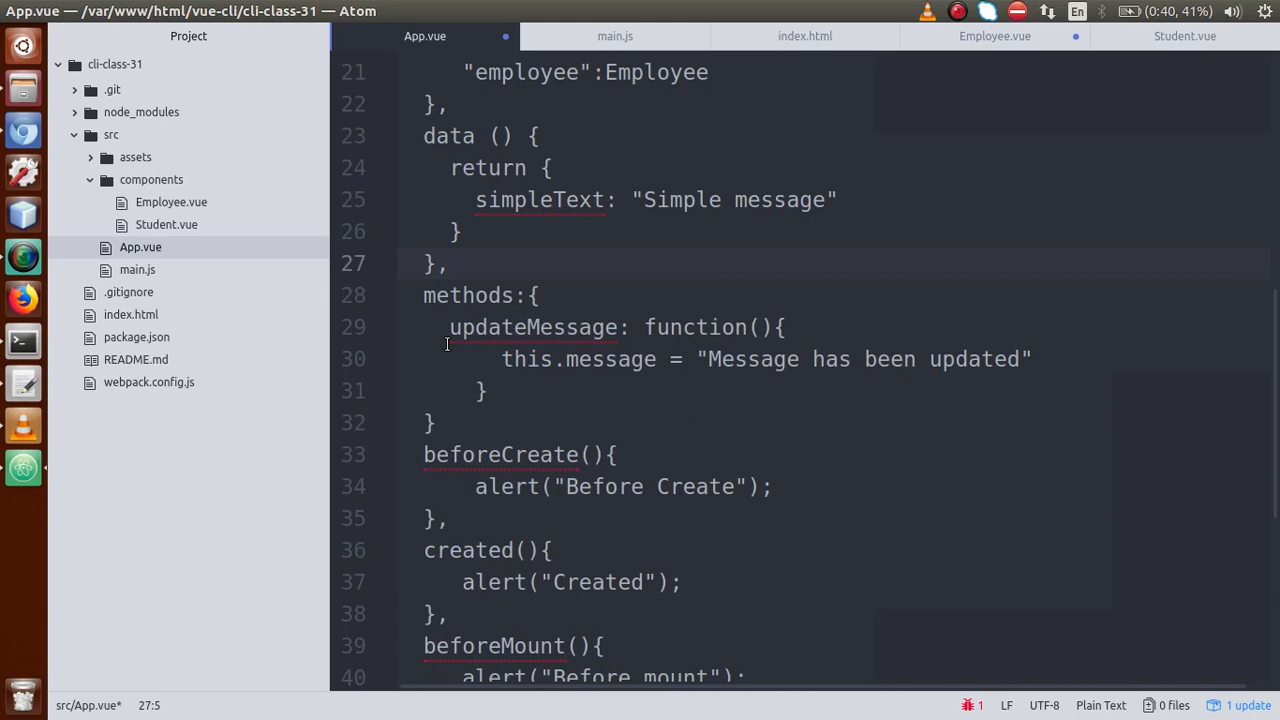 App.vue — /var/www/html/vue-cli/cli-class-31 — Atom
En
(0:40, 41%)
Project
App.vue
main.js
index.html
Employee.vue
Student.vue
cli-class-31
.git
node_modules
src
assets
components
Employee.vue
Student.vue
App.vue
main.js
.gitignore
index.html
package.json
README.md
webpack.config.js
21 "employee":Employee
22 },
23 data () {
24 return {
25 simpleText: "Simple message"
26 }
27 },
28 methods:{
29 updateMessage: function(){
30 this.message = "Message has been updated"
31 }
32 }
33 beforeCreate(){
34 alert("Before Create");
35 },
36 created(){
37 alert("Created");
38 },
39 beforeMount(){
40 alert("Before mount");
src/App.vue* 27:5
1 LF UTF-8 Plain Text 0 files 1 update